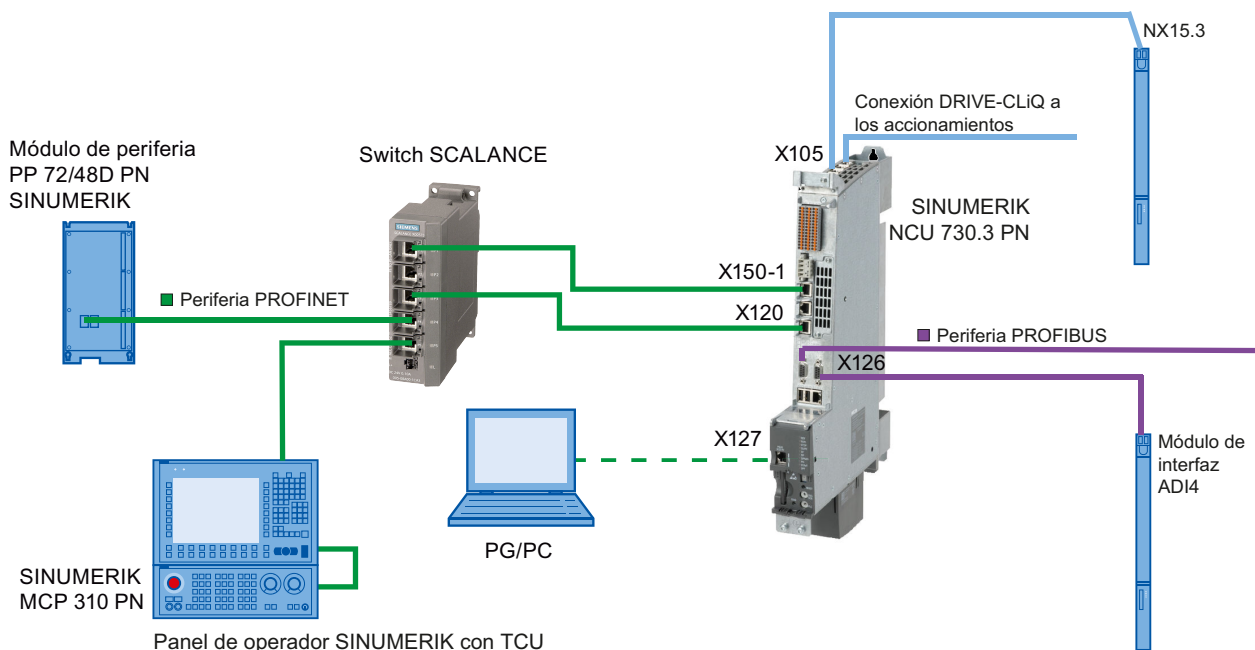 NX15.3
Conexión DRIVE-CLiQ a
los accionamientos
Módulo de periferia
PP 72/48D PN
SINUMERIK
Switch SCALANCE
X105
SINUMERIK
NCU 730.3 PN
SIEMENS
X150-1
Periferia PROFINET
X120
Periferia PROFIBUS
X126
X127
Módulo de
interfaz
ADI4
PG/PC
SINUMERIK
MCP 310 PN
Panel de operador SINUMERIK con TCU